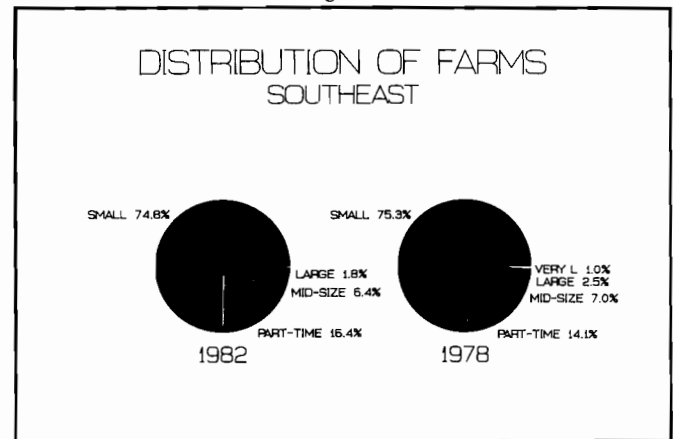 DISTRIBUTION OF FARMS
SOUTHEAST
SMALL 74.8%
LARGE 1.8%
MID-SIZE 6.4%
PART-TIME 16.4%
1982
SMALL 75.3%
VERY L 1.0%
LARGE 2.5%
MID-SIZE 7.0%
PART-TIME 14.1%
1978